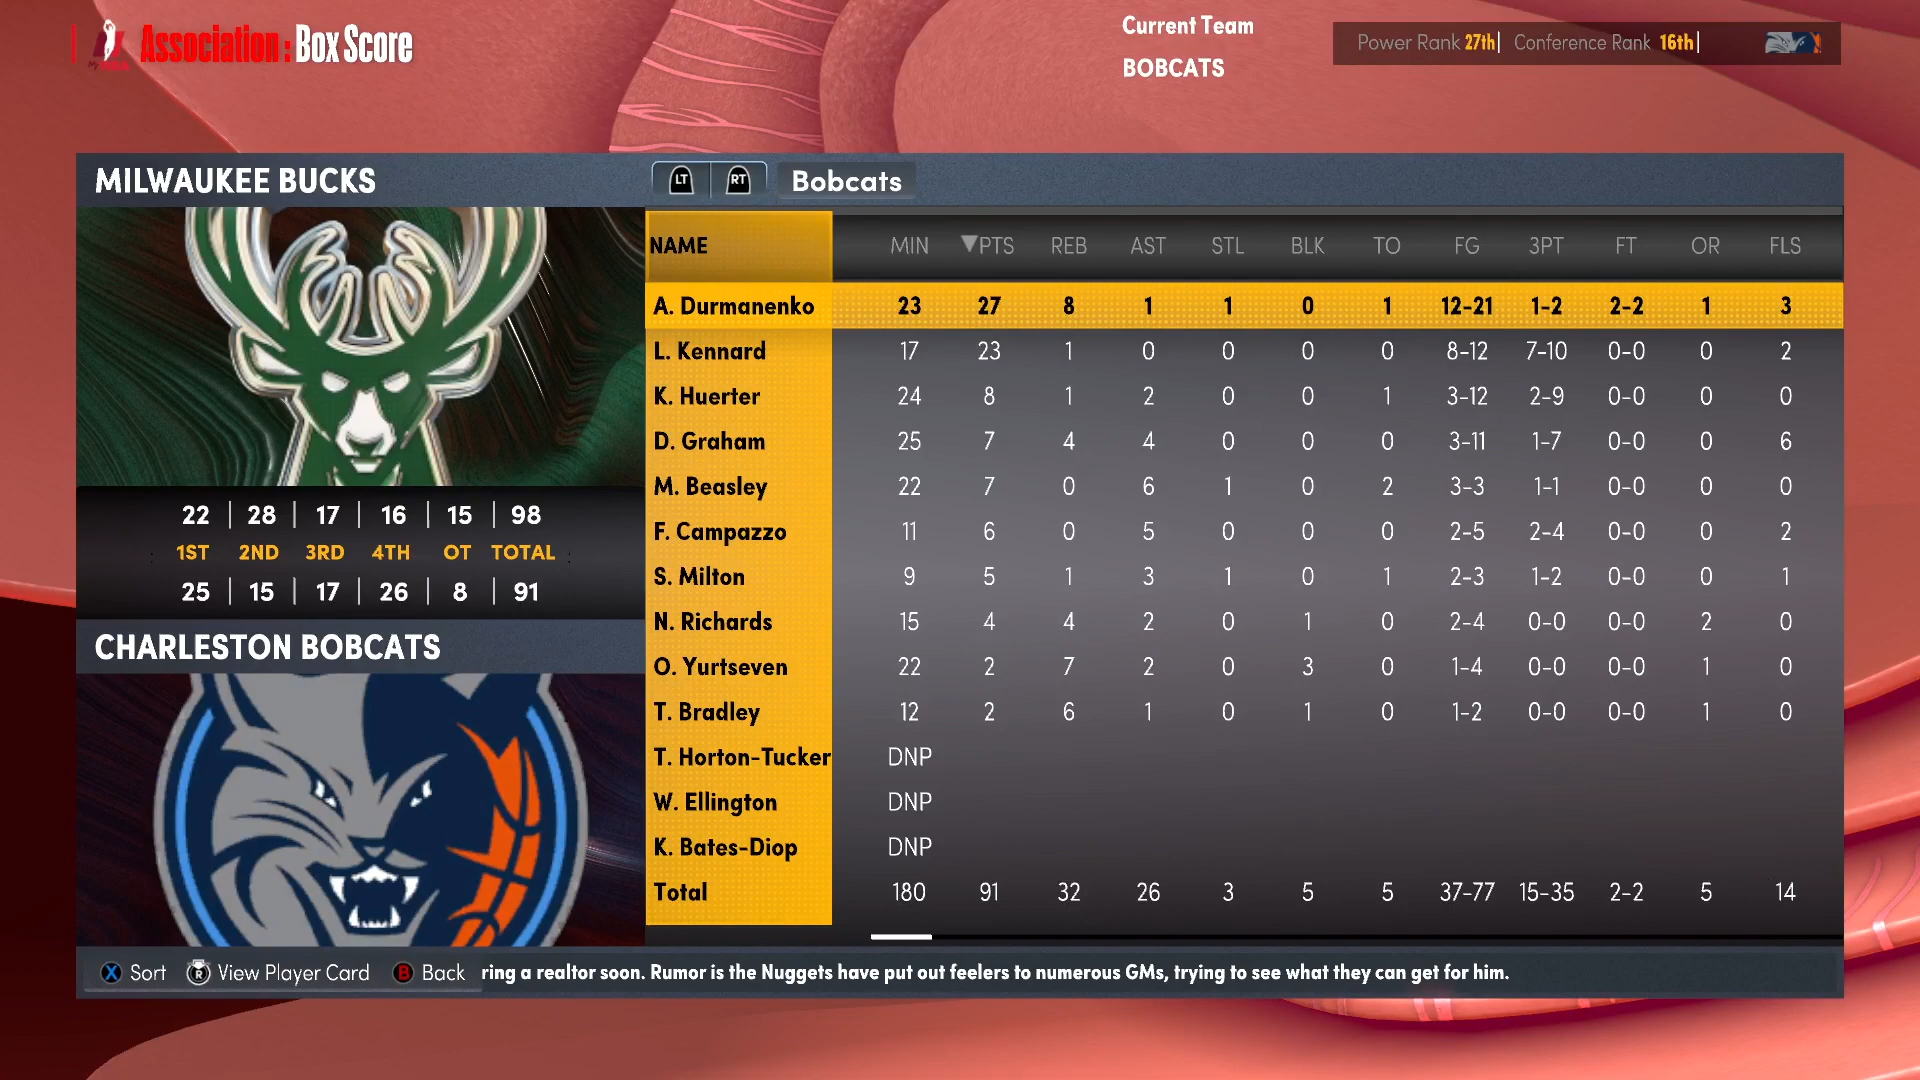 Association : Box Score
Current Team
BOBCATS
Power Rank 27th| Conference Rank 16th|
MILWAUKEE BUCKS
22 | 28 | 17 | 16 | 15 | 98
1ST 2ND 3RD 4TH OT TOTAL
25 | 15 | 17 | 26 | 8 | 91
CHARLESTON BOBCATS
LT RT Bobcats
NAME MIN ▼PTS REB AST STL BLK TO FG 3PT FT OR FLS
A. Durmanenko 23 27 8 1 1 0 1 12-21 1-2 2-2 1 3
L. Kennard 17 23 1 0 0 0 0 8-12 7-10 0-0 0 2
K. Huerter 24 8 1 2 0 0 1 3-12 2-9 0-0 0 0
D. Graham 25 7 4 4 0 0 0 3-11 1-7 0-0 0 6
M. Beasley 22 7 0 6 1 0 2 3-3 1-1 0-0 0 0
F. Campazzo 11 6 0 5 0 0 0 2-5 2-4 0-0 0 2
S. Milton 9 5 1 3 1 0 1 2-3 1-2 0-0 0 1
N. Richards 15 4 4 2 0 1 0 2-4 0-0 0-0 2 0
O. Yurtseven 22 2 7 2 0 3 0 1-4 0-0 0-0 1 0
T. Bradley 12 2 6 1 0 1 0 1-2 0-0 0-0 1 0
T. Horton-Tucker DNP
W. Ellington DNP
K. Bates-Diop DNP
Total 180 91 32 26 3 5 5 37-77 15-35 2-2 5 14
X Sort R View Player Card B Back ring a realtor soon. Rumor is the Nuggets have put out feelers to numerous GMs, trying to see what they can get for him.